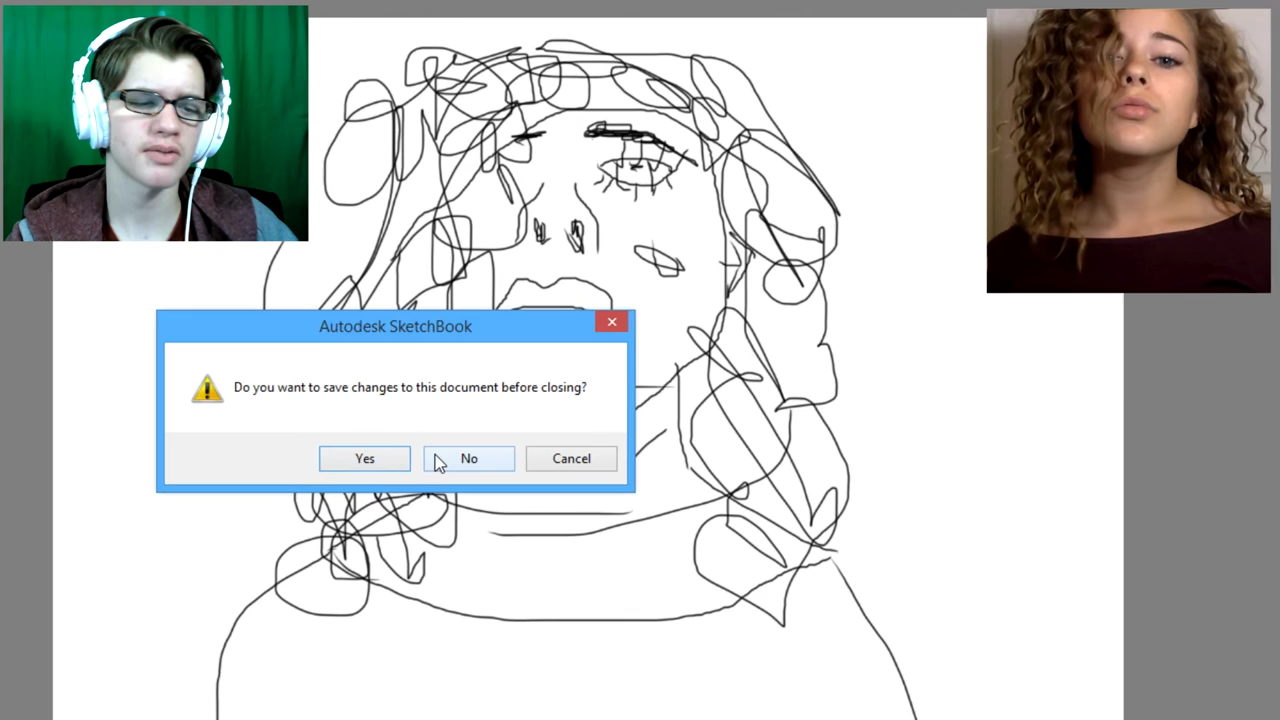 Autodesk SketchBook
Do you want to save changes to this document before closing?
Yes
No
Cancel